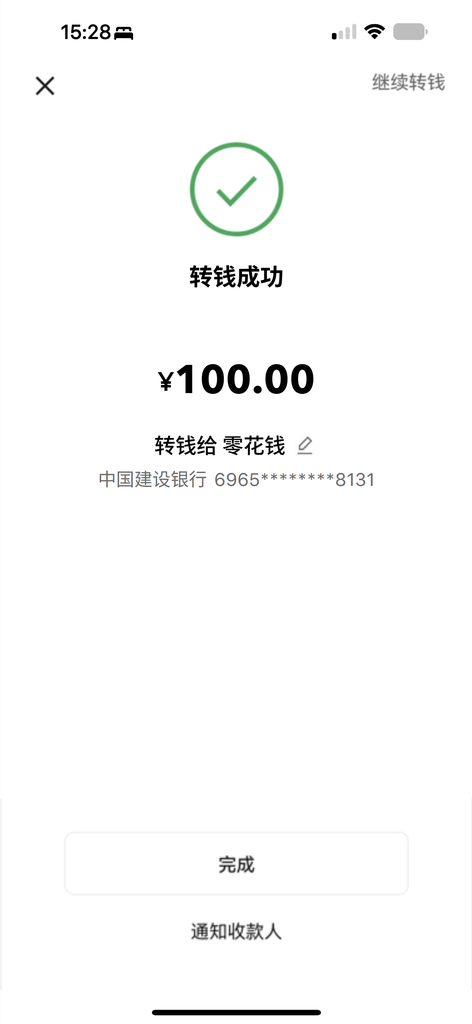 15:28
继续转钱
转钱成功
¥100.00
转钱给 零花钱
中国建设银行 6965********8131
完成
通知收款人